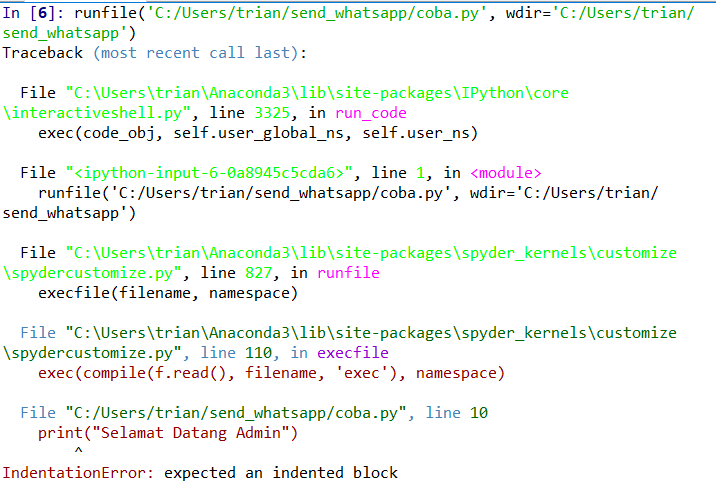 In [6]: runfile('C:/Users/trian/send_whatsapp/coba.py', wdir='C:/Users/trian/
send_whatsapp')
Traceback (most recent call last):
File "C:\Users\trian\Anaconda3\lib\site-packages\IPython\core
\interactiveshell.py", line 3325, in run_code
exec(code_obj, self.user_global_ns, self.user_ns)
File "<ipython-input-6-0a8945c5cda6>", line 1, in <module>
runfile('C:/Users/trian/send_whatsapp/coba.py', wdir='C:/Users/trian/
send_whatsapp')
File "C:\Users\trian\Anaconda3\lib\site-packages\spyder_kernels\customize
\spydercustomize.py", line 827, in runfile
execfile(filename, namespace)
File "C:\Users\trian\Anaconda3\lib\site-packages\spyder_kernels\customize
\spydercustomize.py", line 110, in execfile
exec(compile(f.read(), filename, 'exec'), namespace)
File "C:/Users/trian/send_whatsapp/coba.py", line 10
print("Selamat Datang Admin")
^
IndentationError: expected an indented block